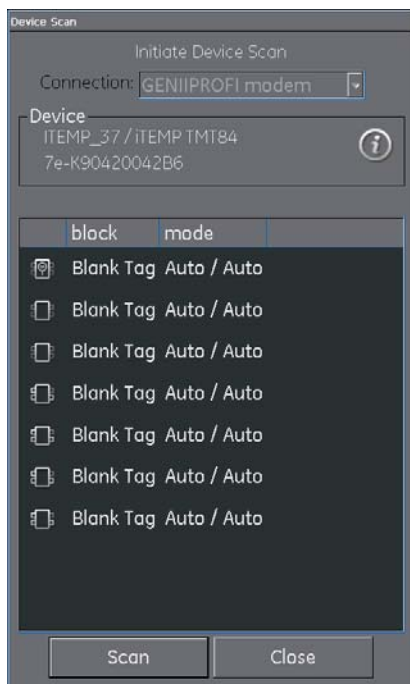 Device Scan
Initiate Device Scan
Connection: GENIIPROFI modem
Device
ITEMP_37 / iTEMP TMT84
7e-K90420042B6
block mode
Blank Tag Auto / Auto
Blank Tag Auto / Auto
Blank Tag Auto / Auto
Blank Tag Auto / Auto
Blank Tag Auto / Auto
Blank Tag Auto / Auto
Blank Tag Auto / Auto
Scan Close